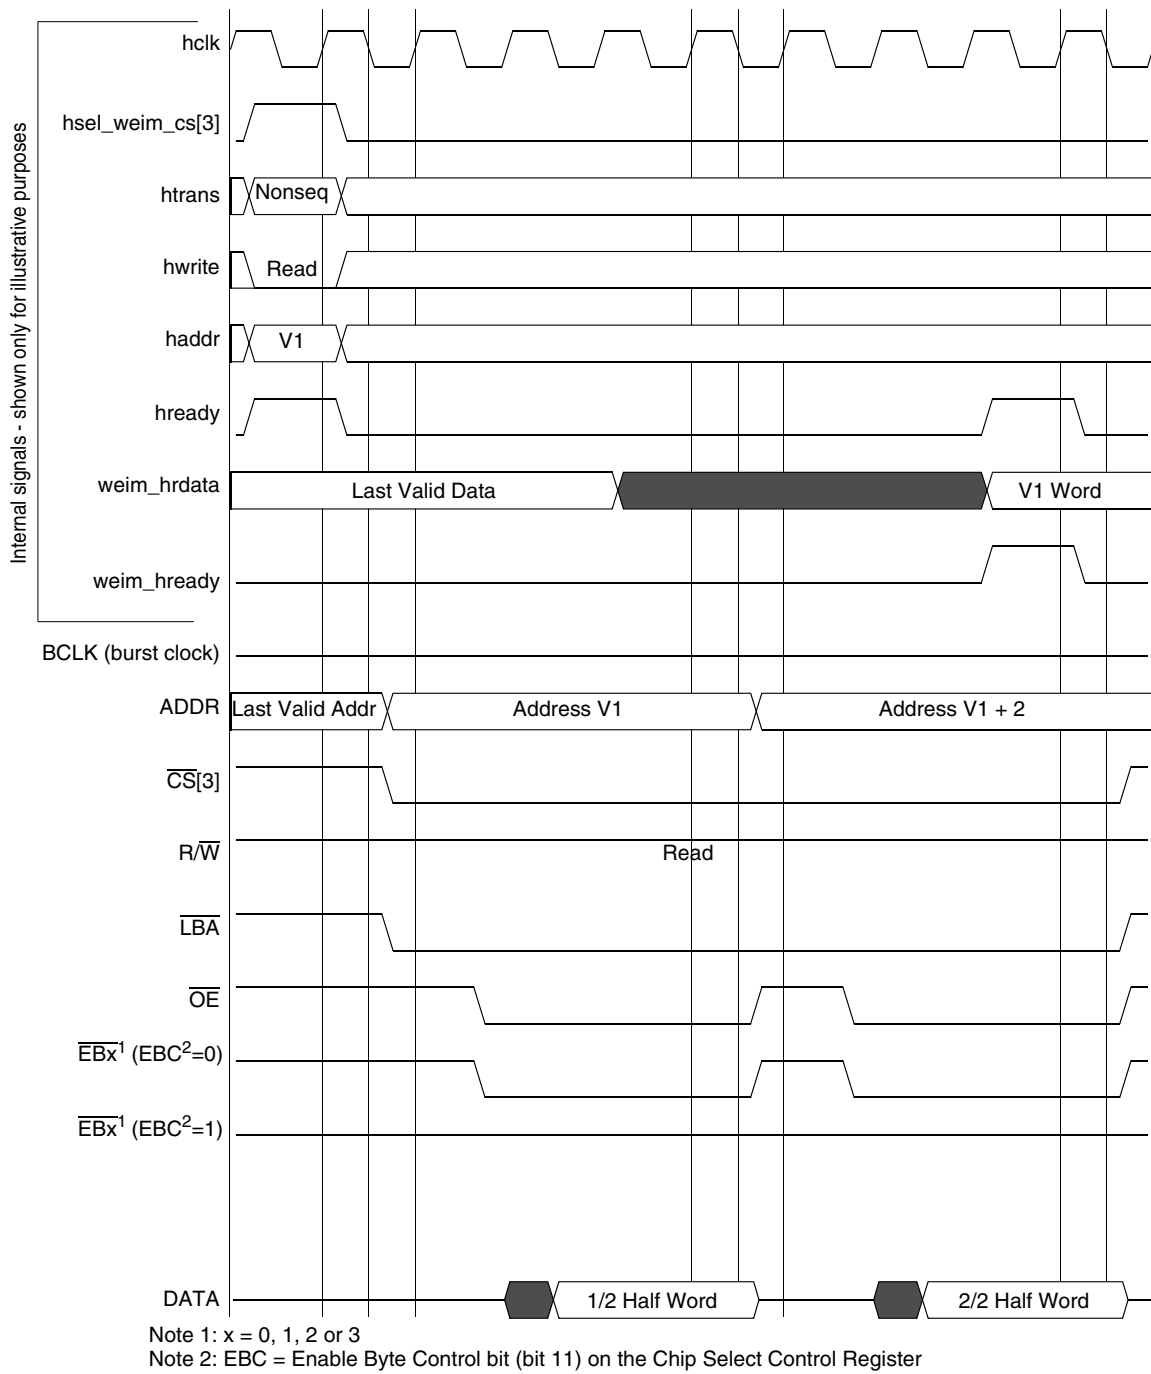 Internal signals - shown only for illustrative purposes
hclk
hsel_weim_cs[3]
htrans Nonseq
hwrite Read
haddr V1
hready
weim_hrdata Last Valid Data V1 Word
weim_hready
BCLK (burst clock)
ADDR Last Valid Addr Address V1 Address V1 + 2
CS[3]
R/W Read
LBA
OE
EBx1 (EBC2=0)
EBx1 (EBC2=1)
DATA 1/2 Half Word 2/2 Half Word
Note 1: x = 0, 1, 2 or 3
Note 2: EBC = Enable Byte Control bit (bit 11) on the Chip Select Control Register